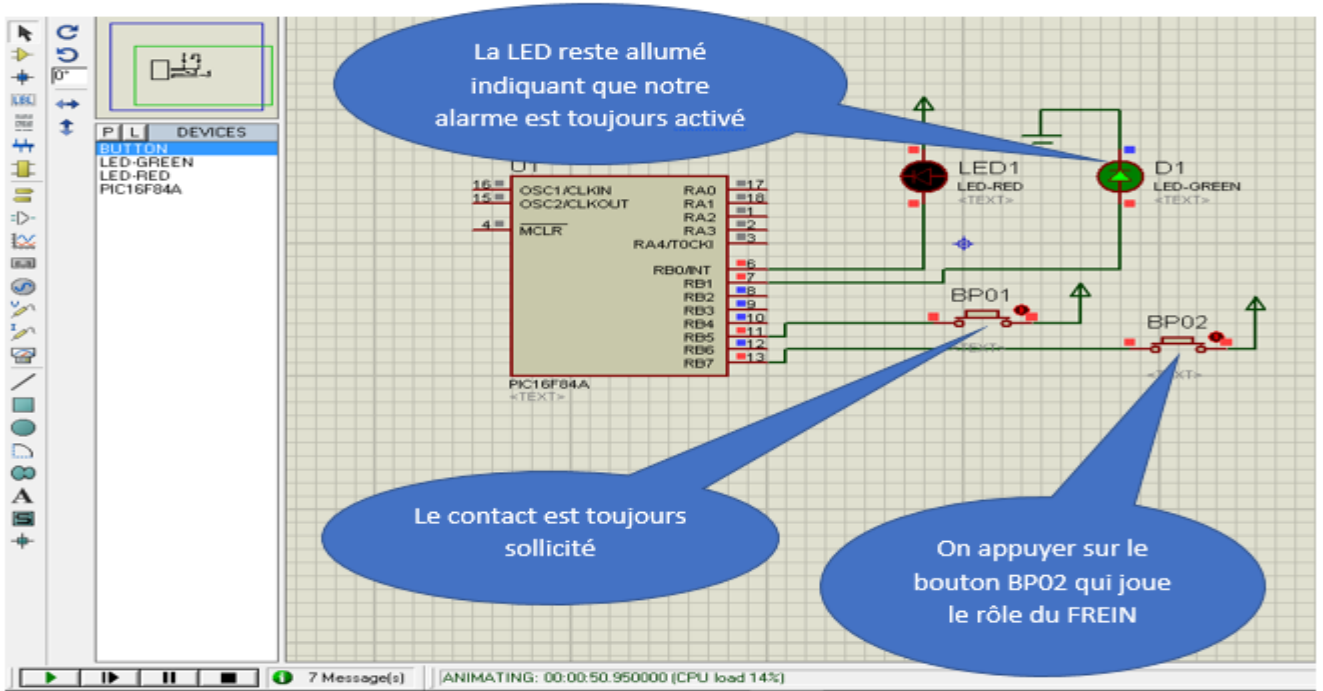 La LED reste allumé
indiquant que notre
alarme est toujours activé
0°
LBL
P L DEVICES
BUTTON
LED-GREEN
LED-RED
PIC16F84A
U1
16 OSC1/CLKIN RA0 17
15 OSC2/CLKOUT RA1 18
RA2 1
4 MCLR RA3 2
RA4/T0CKI 3
RB0/INT 6
RB1 7
RB2 8
RB3 9
RB4 10
RB5 11
RB6 12
RB7 13
PIC16F84A
<TEXT>
LED1
LED-RED
<TEXT>
D1
LED-GREEN
<TEXT>
BP01
<TEXT>
BP02
<TEXT>
Le contact est toujours
sollicité
On appuyer sur le
bouton BP02 qui joue
le rôle du FREIN
A
S
7 Message(s) ANIMATING: 00:00:50.950000 (CPU load 14%)